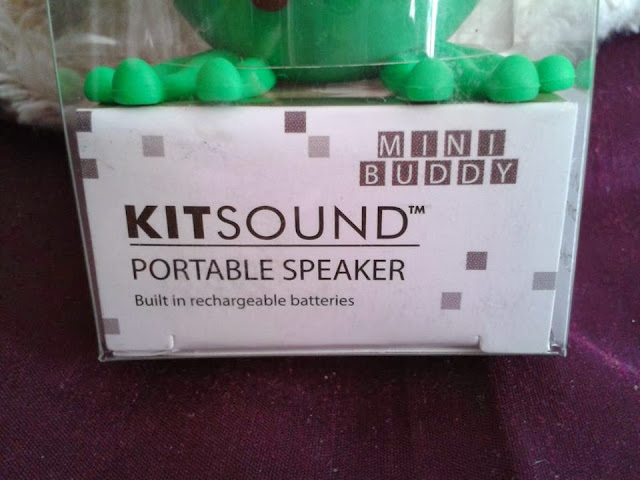 MINI
BUDDY
KITSOUND™
PORTABLE SPEAKER
Built in rechargeable batteries